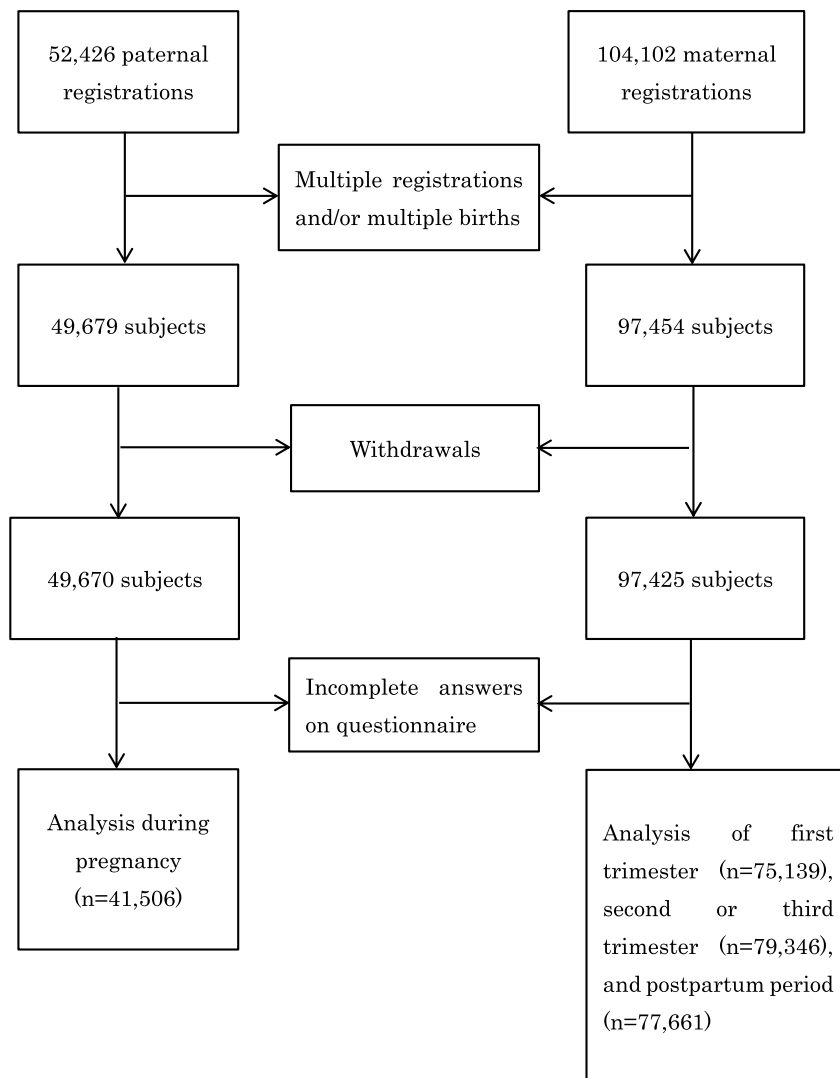 52,426 paternal
registrations
104,102 maternal
registrations
Multiple registrations
and/or multiple births
49,679 subjects
97,454 subjects
Withdrawals
49,670 subjects
97,425 subjects
Incomplete answers
on questionnaire
Analysis during
pregnancy
(n=41,506)
Analysis of first
trimester (n=75,139),
second or third
trimester (n=79,346),
and postpartum period
(n=77,661)